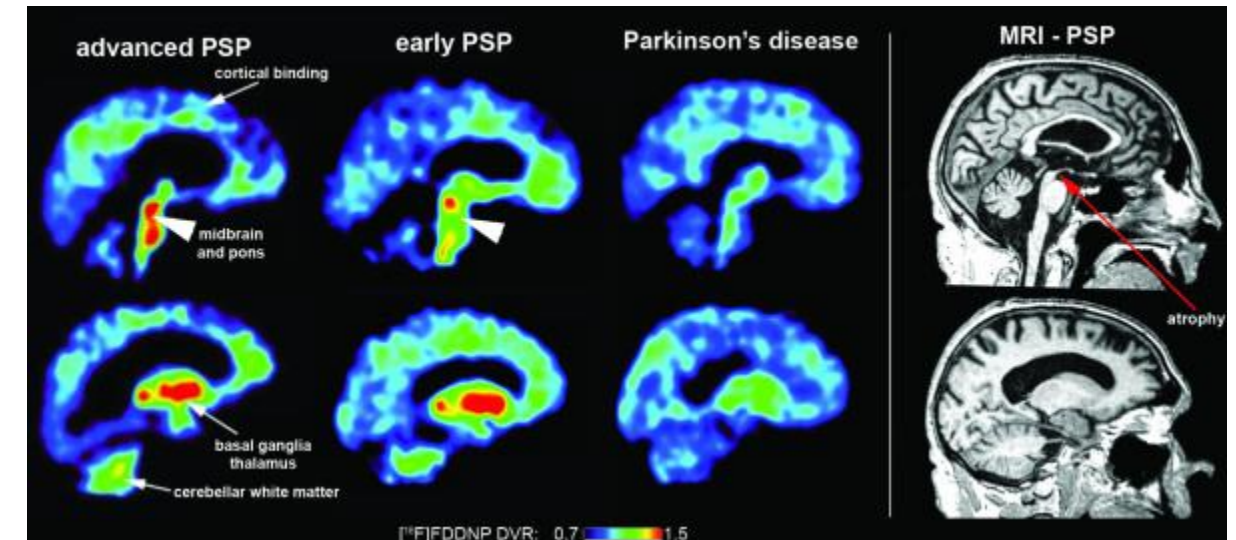 advanced PSP
early PSP
Parkinson's disease
MRI - PSP
cortical binding
midbrain
and pons
atrophy
basal ganglia
thalamus
cerebellar white matter
[¹⁸F]FDDNP DVR: 0.7 1.5